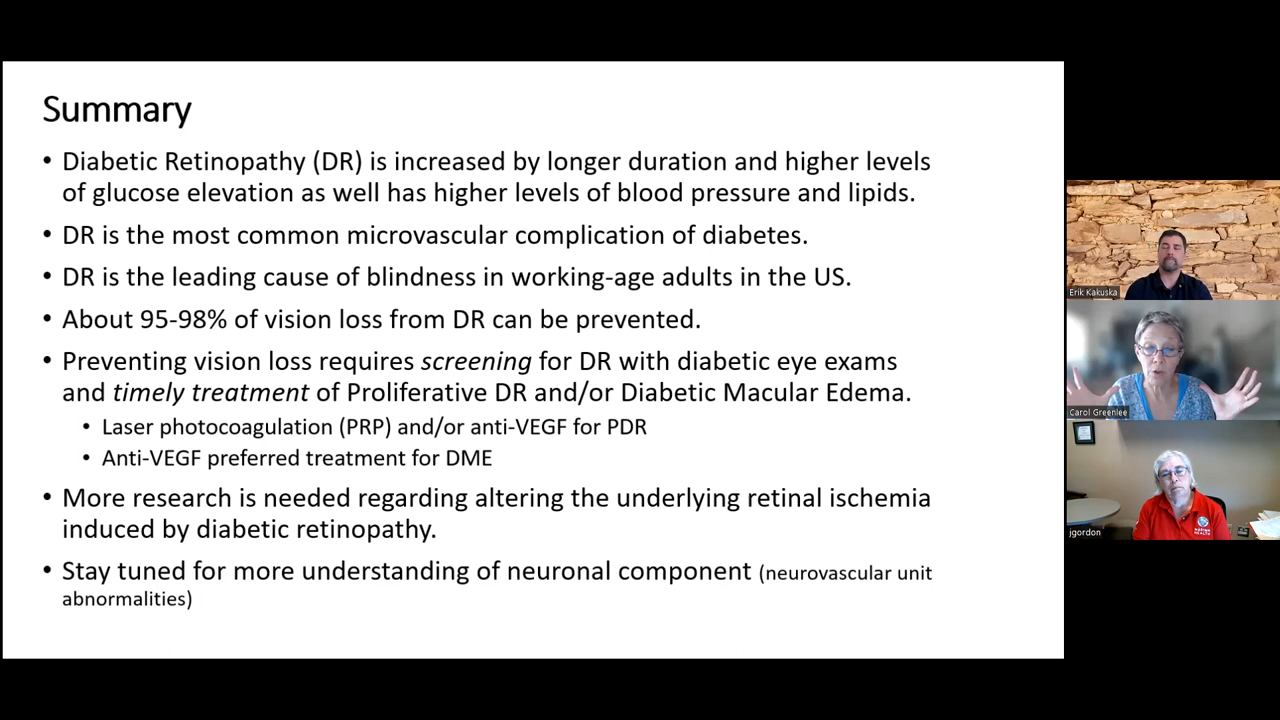 Summary
• Diabetic Retinopathy (DR) is increased by longer duration and higher levels
of glucose elevation as well has higher levels of blood pressure and lipids.
• DR is the most common microvascular complication of diabetes.
• DR is the leading cause of blindness in working-age adults in the US.
• About 95-98% of vision loss from DR can be prevented.
• Preventing vision loss requires screening for DR with diabetic eye exams
and timely treatment of Proliferative DR and/or Diabetic Macular Edema.
• Laser photocoagulation (PRP) and/or anti-VEGF for PDR
• Anti-VEGF preferred treatment for DME
• More research is needed regarding altering the underlying retinal ischemia
induced by diabetic retinopathy.
• Stay tuned for more understanding of neuronal component (neurovascular unit
abnormalities)
Erik Kakuska
Carol Greenlee
jgordon